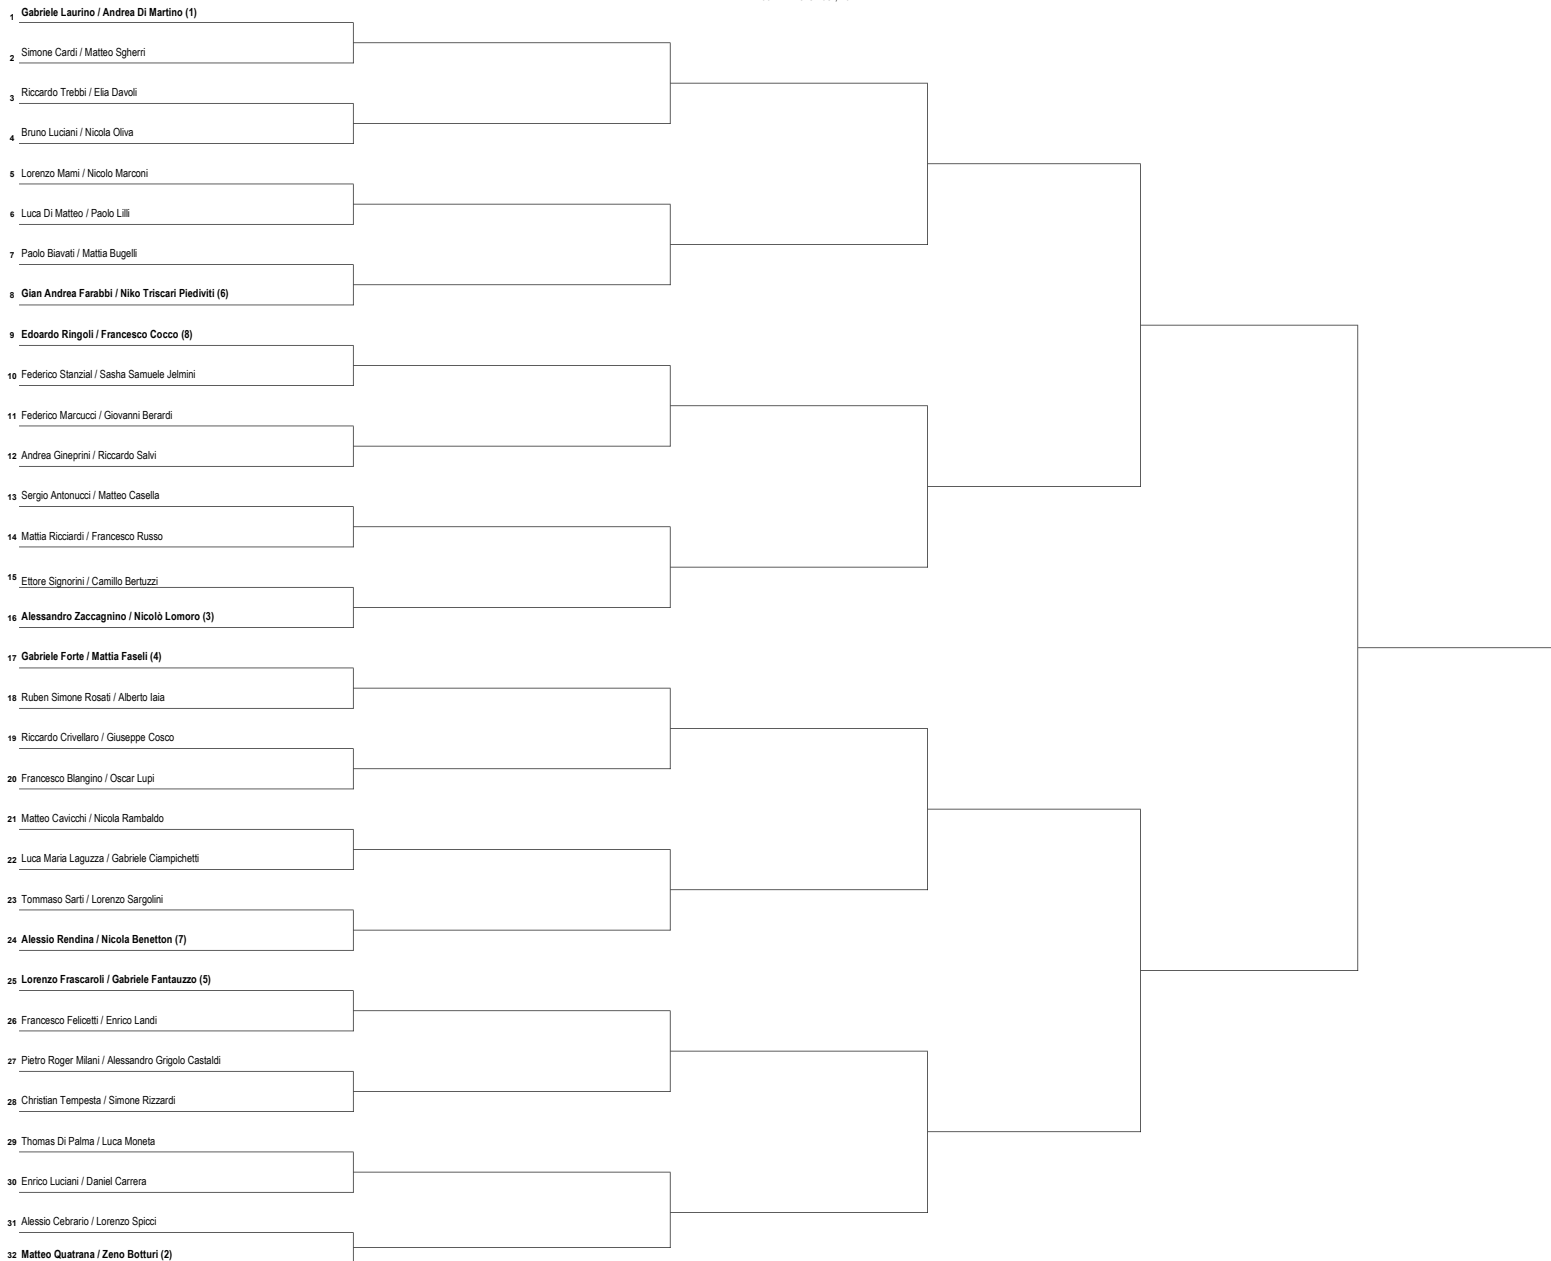 1 Gabriele Laurino / Andrea Di Martino (1)
2 Simone Cardi / Matteo Sgherri
3 Riccardo Trebbi / Elia Davoli
4 Bruno Luciani / Nicola Oliva
5 Lorenzo Mami / Nicolo Marconi
6 Luca Di Matteo / Paolo Lilli
7 Paolo Biavati / Mattia Bugelli
8 Gian Andrea Farabbi / Niko Triscari Piediviti (6)
9 Edoardo Ringoli / Francesco Cocco (8)
10 Federico Stanzial / Sasha Samuele Jelmini
11 Federico Marcucci / Giovanni Berardi
12 Andrea Gineprini / Riccardo Salvi
13 Sergio Antonucci / Matteo Casella
14 Mattia Ricciardi / Francesco Russo
15 Ettore Signorini / Camillo Bertuzzi
16 Alessandro Zaccagnino / Nicolò Lomoro (3)
17 Gabriele Forte / Mattia Faseli (4)
18 Ruben Simone Rosati / Alberto Iaia
19 Riccardo Crivellaro / Giuseppe Cosco
20 Francesco Blangino / Oscar Lupi
21 Matteo Cavicchi / Nicola Rambaldo
22 Luca Maria Laguzza / Gabriele Ciampichetti
23 Tommaso Sarti / Lorenzo Sargolini
24 Alessio Rendina / Nicola Benetton (7)
25 Lorenzo Frascaroli / Gabriele Fantauzzo (5)
26 Francesco Felicetti / Enrico Landi
27 Pietro Roger Milani / Alessandro Grigolo Castaldi
28 Christian Tempesta / Simone Rizzardi
29 Thomas Di Palma / Luca Moneta
30 Enrico Luciani / Daniel Carrera
31 Alessio Cebrario / Lorenzo Spicci
32 Matteo Quatrana / Zeno Botturi (2)